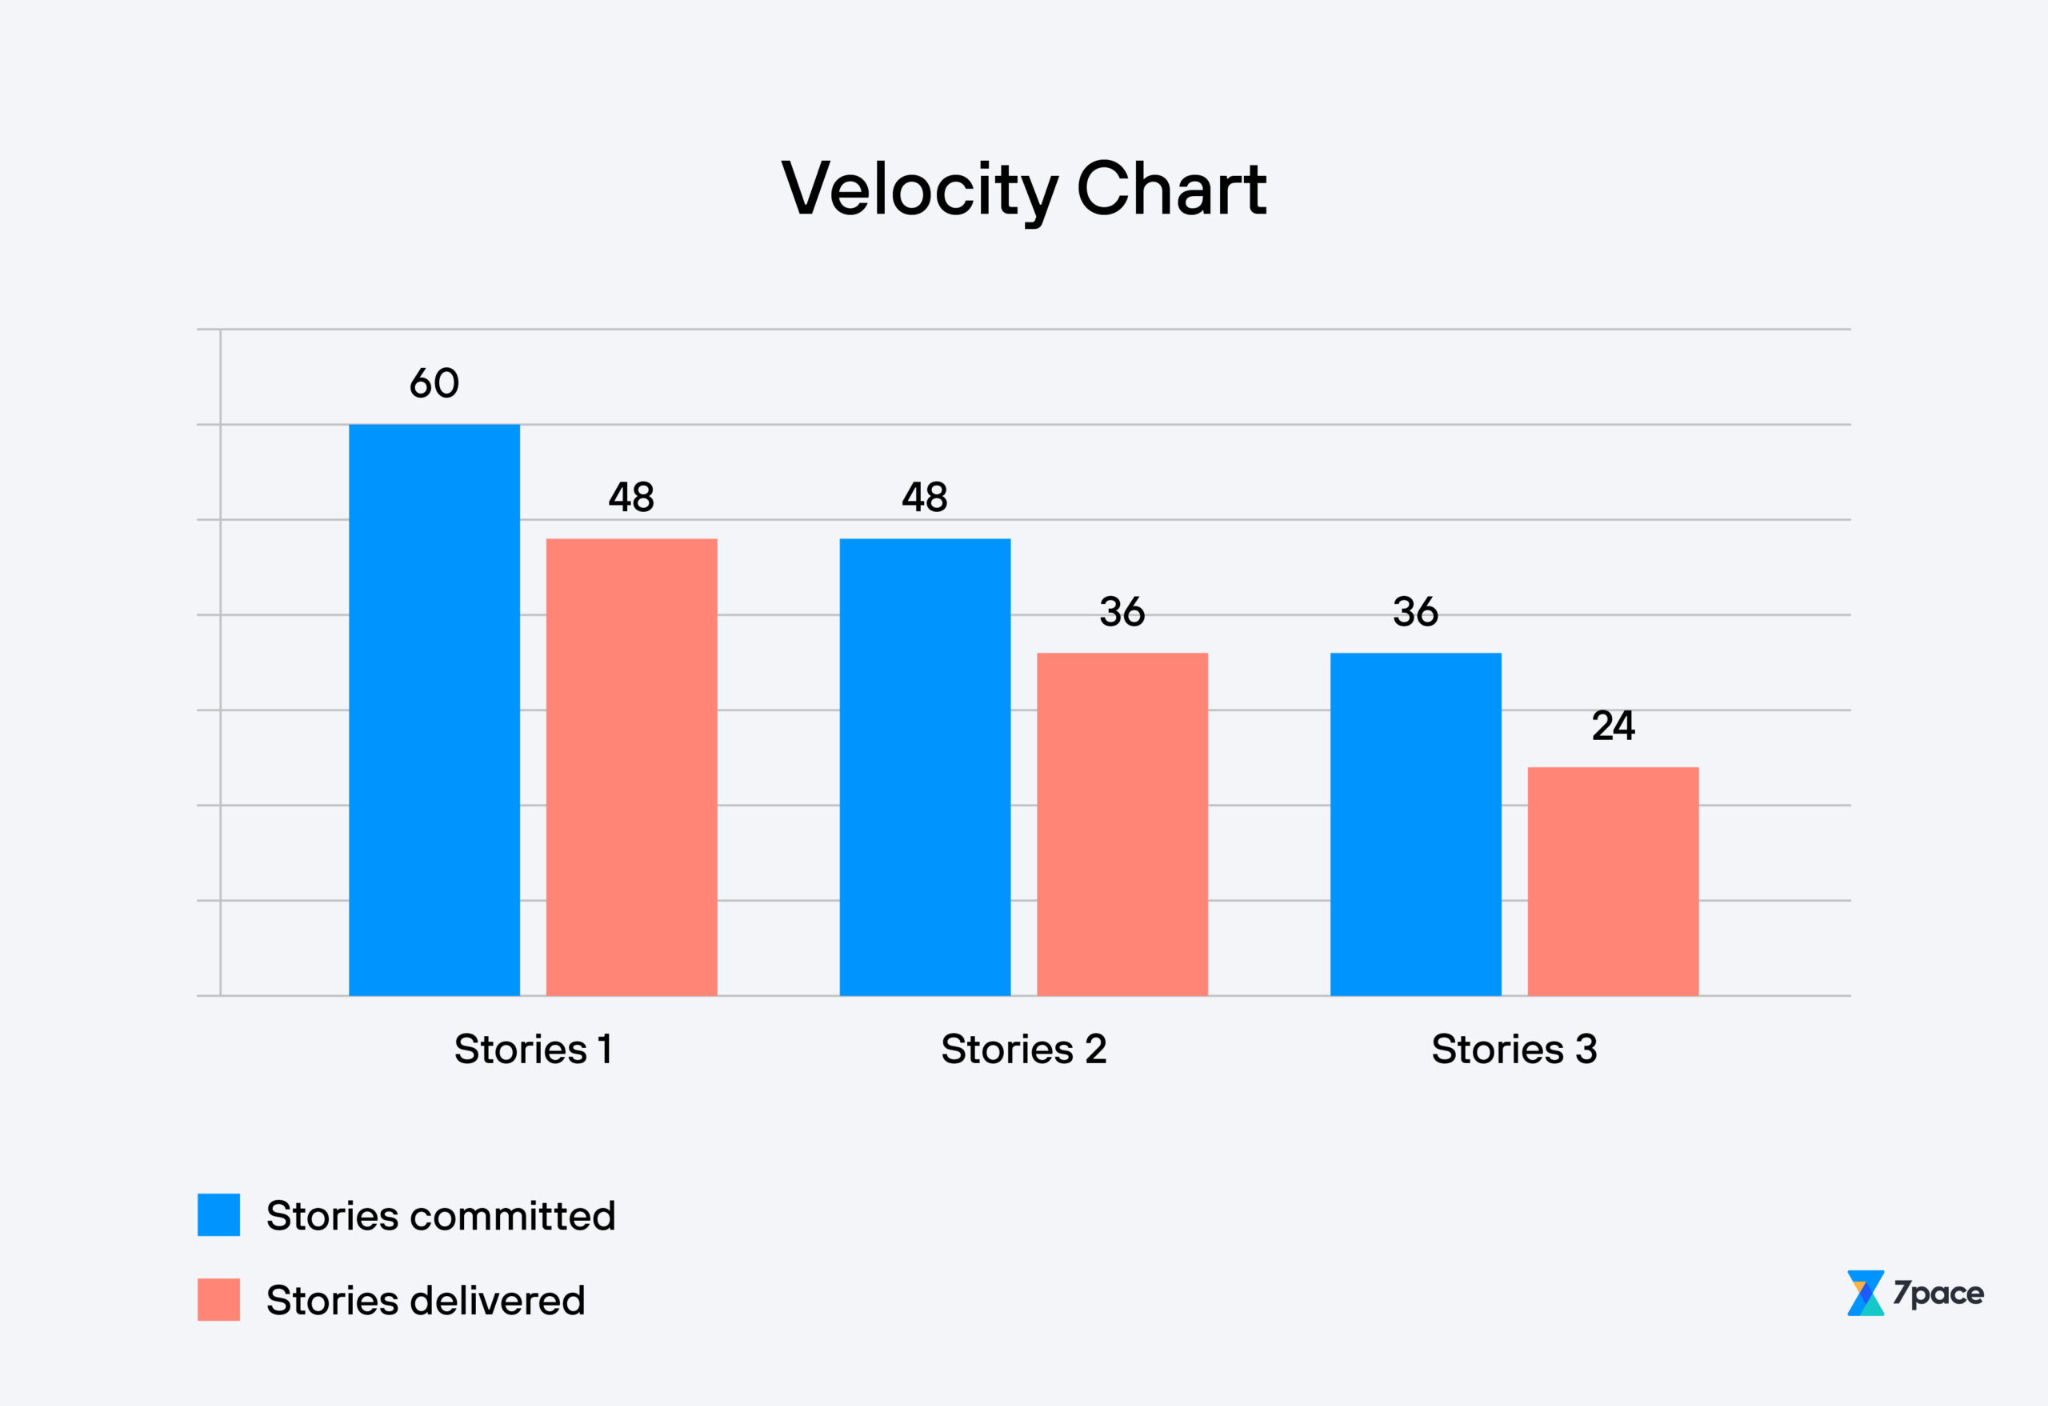 Velocity Chart
60
48
48
36
36
24
Stories 1
Stories 2
Stories 3
Stories committed
Stories delivered
7pace